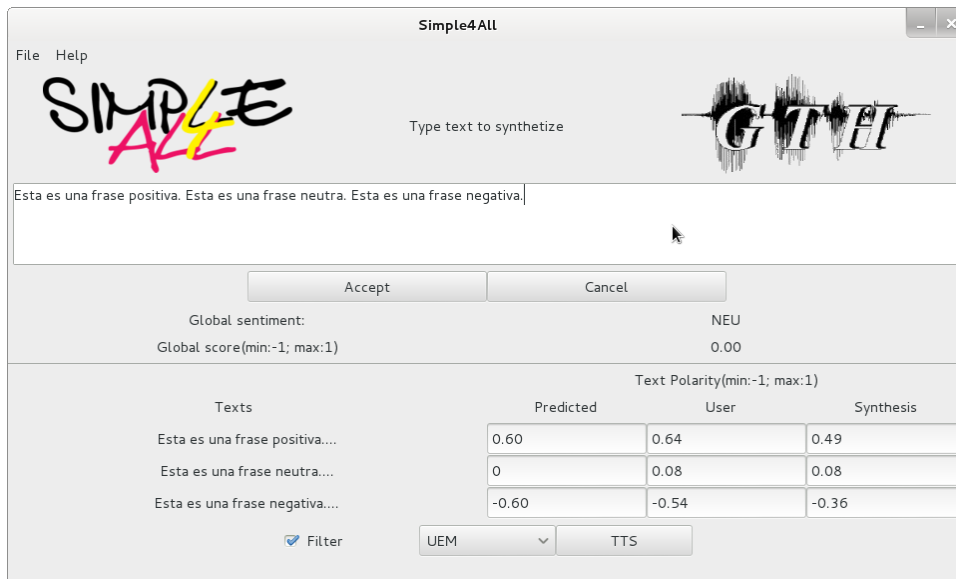 Simple4All
File Help
SIMPLE
4
ALL
Type text to synthetize
GTH
Esta es una frase positiva. Esta es una frase neutra. Esta es una frase negativa.
Accept Cancel
Global sentiment: NEU
Global score(min:-1; max:1) 0.00
Text Polarity(min:-1; max:1)
Texts Predicted User Synthesis
Esta es una frase positiva.... 0.60 0.64 0.49
Esta es una frase neutra.... 0 0.08 0.08
Esta es una frase negativa.... -0.60 -0.54 -0.36
Filter UEM TTS